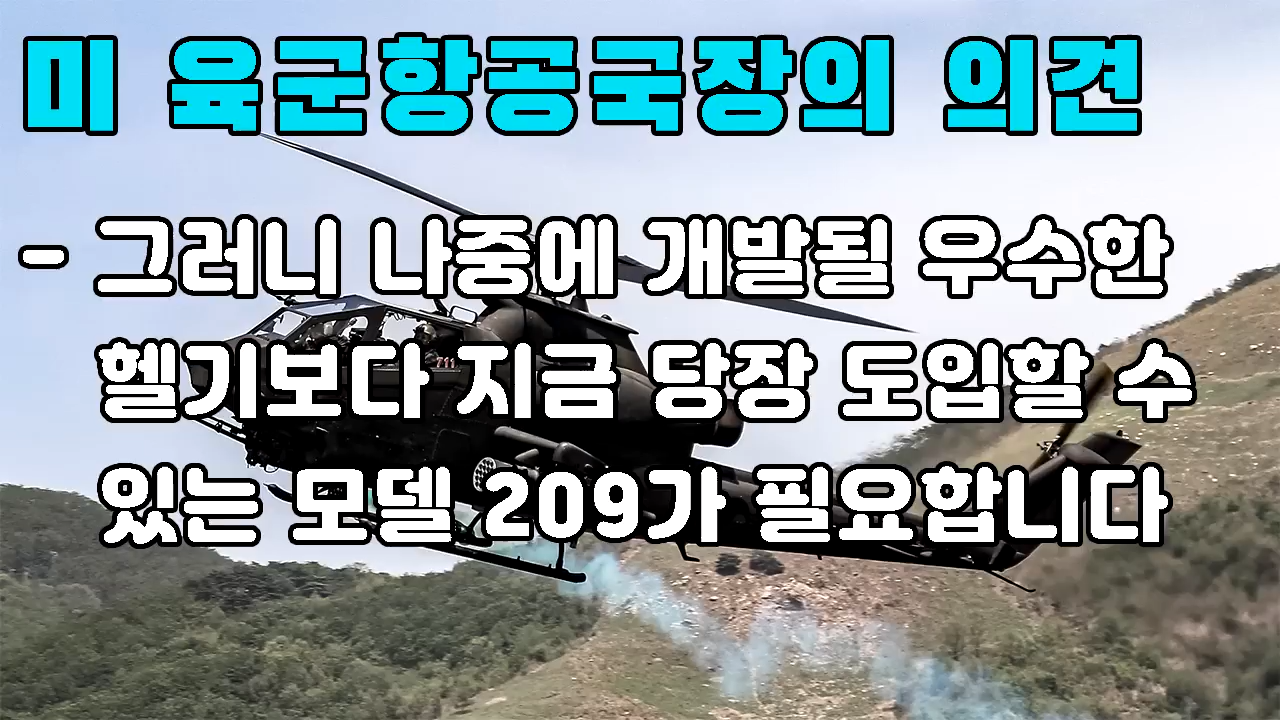 미 육군항공국장의 의견
- 그러니 나중에 개발될 우수한
헬기보다 지금 당장 도입할 수
있는 모델 209가 필요합니다